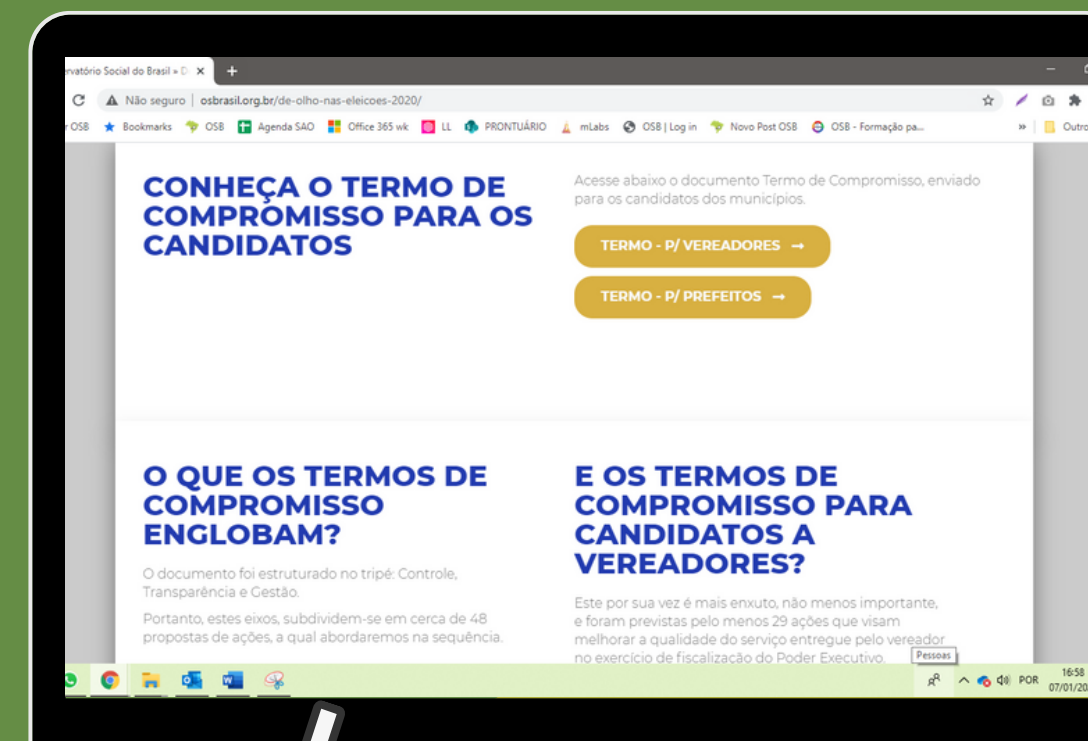 rvatório Social do Brasil » D
Não seguro | osbrasil.org.br/de-olho-nas-eleicoes-2020/
OSB Bookmarks OSB Agenda SAO Office 365 wk LL PRONTUÁRIO mLabs OSB | Log in Novo Post OSB OSB - Formação pa... » Outro
CONHEÇA O TERMO DE
COMPROMISSO PARA OS
CANDIDATOS
Acesse abaixo o documento Termo de Compromisso, enviado
para os candidatos dos municípios.
TERMO - P/ VEREADORES →
TERMO - P/ PREFEITOS →
O QUE OS TERMOS DE
COMPROMISSO
ENGLOBAM?
O documento foi estruturado no tripé: Controle,
Transparência e Gestão.
Portanto, estes eixos, subdividem-se em cerca de 48
propostas de ações, a qual abordaremos na sequência.
E OS TERMOS DE
COMPROMISSO PARA
CANDIDATOS A
VEREADORES?
Este por sua vez é mais enxuto, não menos importante,
e foram previstas pelo menos 29 ações que visam
melhorar a qualidade do serviço entregue pelo vereador
no exercício de fiscalização do Poder Executivo.
Pessoas
POR
16:58
07/01/20